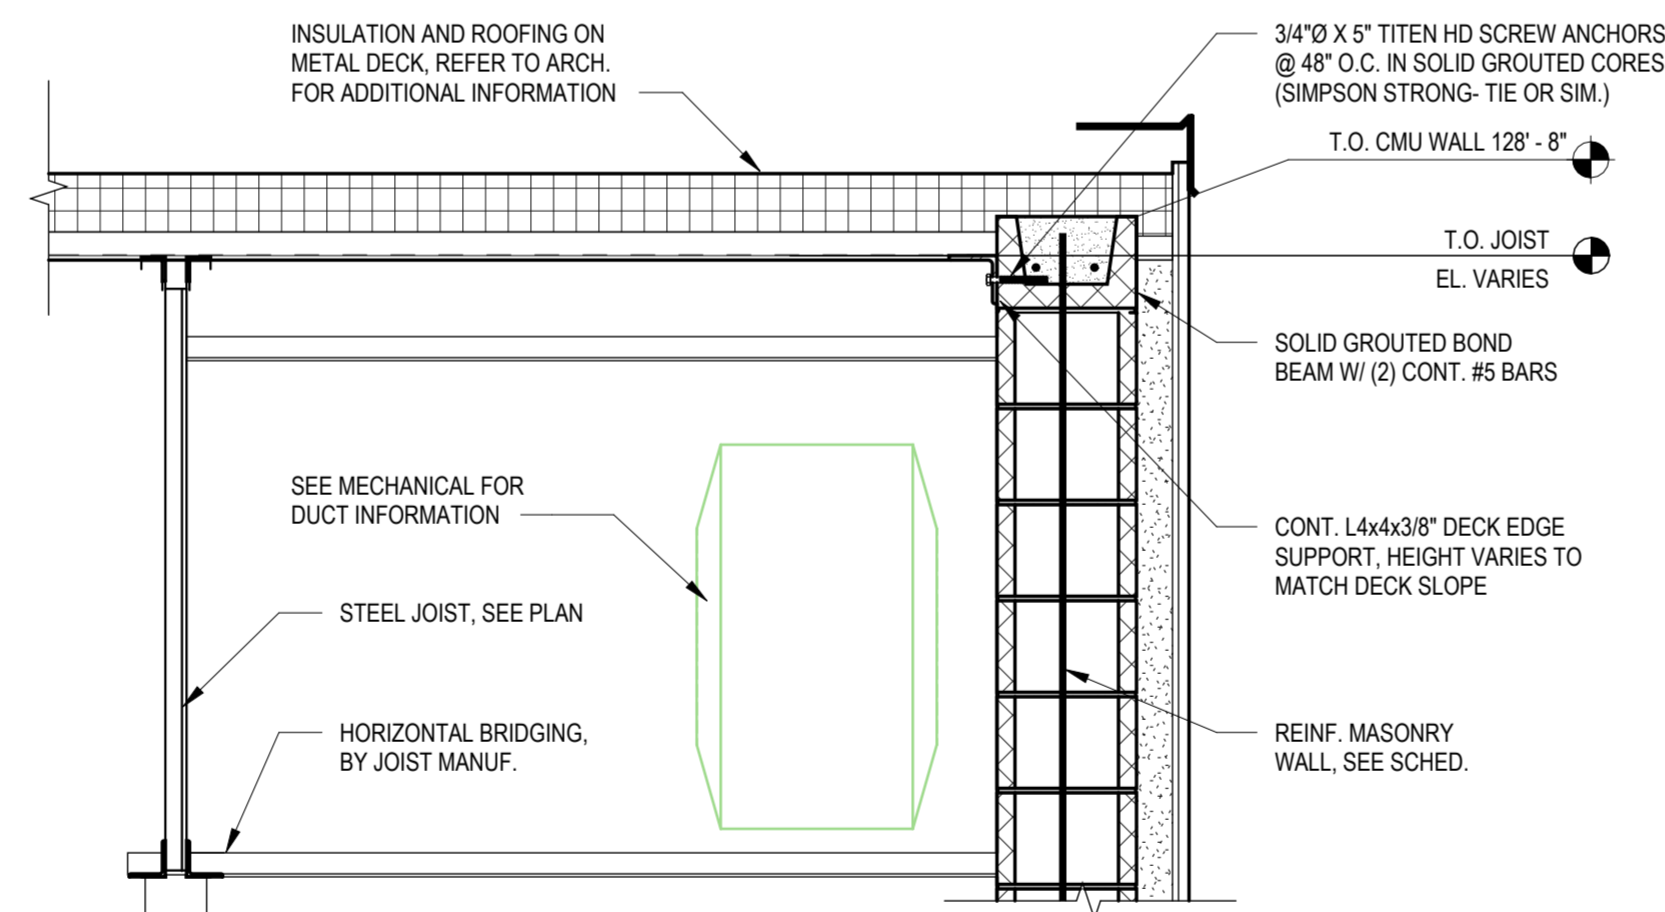 INSULATION AND ROOFING ON
METAL DECK, REFER TO ARCH.
FOR ADDITIONAL INFORMATION
3/4"Ø X 5" TITEN HD SCREW ANCHORS
@ 48" O.C. IN SOLID GROUTED CORES
(SIMPSON STRONG- TIE OR SIM.)
T.O. CMU WALL 128' - 8"
T.O. JOIST
EL. VARIES
SOLID GROUTED BOND
BEAM W/ (2) CONT. #5 BARS
SEE MECHANICAL FOR
DUCT INFORMATION
CONT. L4x4x3/8" DECK EDGE
SUPPORT, HEIGHT VARIES TO
MATCH DECK SLOPE
STEEL JOIST, SEE PLAN
HORIZONTAL BRIDGING,
BY JOIST MANUF.
REINF. MASONRY
WALL, SEE SCHED.